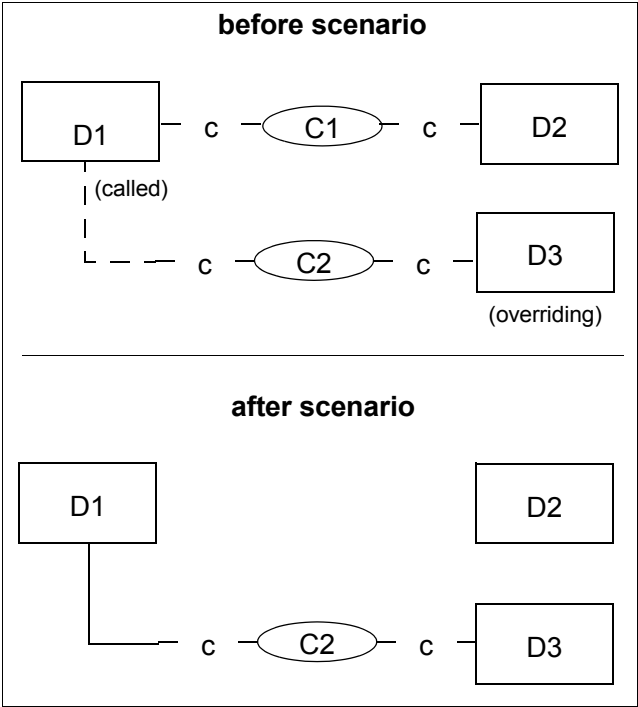 before scenario
D1 c C1 c D2
(called)
c C2 c D3
(overriding)
after scenario
D1 D2
c C2 c D3